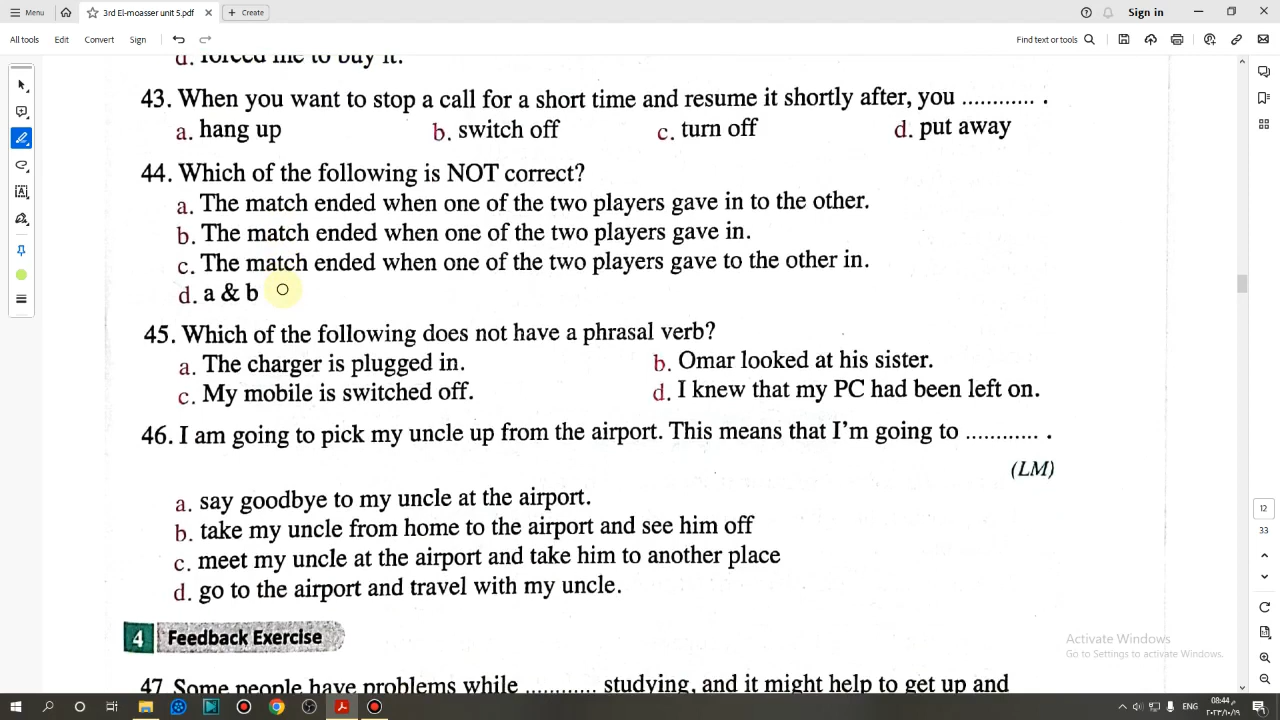 Menu
3rd El-moasser unit 5.pdf
Create
Sign in
All tools
Edit
Convert
Sign
Find text or tools
d. forced me to buy it.
43. When you want to stop a call for a short time and resume it shortly after, you ............ .
a. hang up
b. switch off
c. turn off
d. put away
44. Which of the following is NOT correct?
a. The match ended when one of the two players gave in to the other.
b. The match ended when one of the two players gave in.
c. The match ended when one of the two players gave to the other in.
d. a & b
45. Which of the following does not have a phrasal verb?
a. The charger is plugged in.
b. Omar looked at his sister.
c. My mobile is switched off.
d. I knew that my PC had been left on.
46. I am going to pick my uncle up from the airport. This means that I'm going to ............ .
(LM)
a. say goodbye to my uncle at the airport.
b. take my uncle from home to the airport and see him off
c. meet my uncle at the airport and take him to another place
d. go to the airport and travel with my uncle.
4 Feedback Exercise
47 Some people have problems while ............ studying, and it might help to get up and
12
33
Activate Windows
Go to Settings to activate Windows.
ENG
08:44 م
٢٠٢٣/١٠/١٩